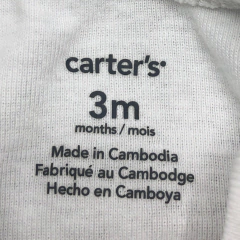 carter's
3m
months / mois
Made in Cambodia
Fabriqué au Cambodge
Hecho en Camboya